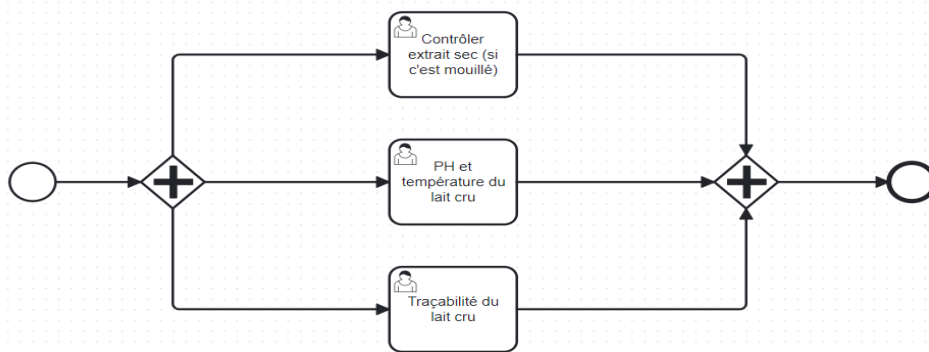 Contrôler
extrait sec (si
c'est mouillé)
PH et
température du
lait cru
Traçabilité du
lait cru